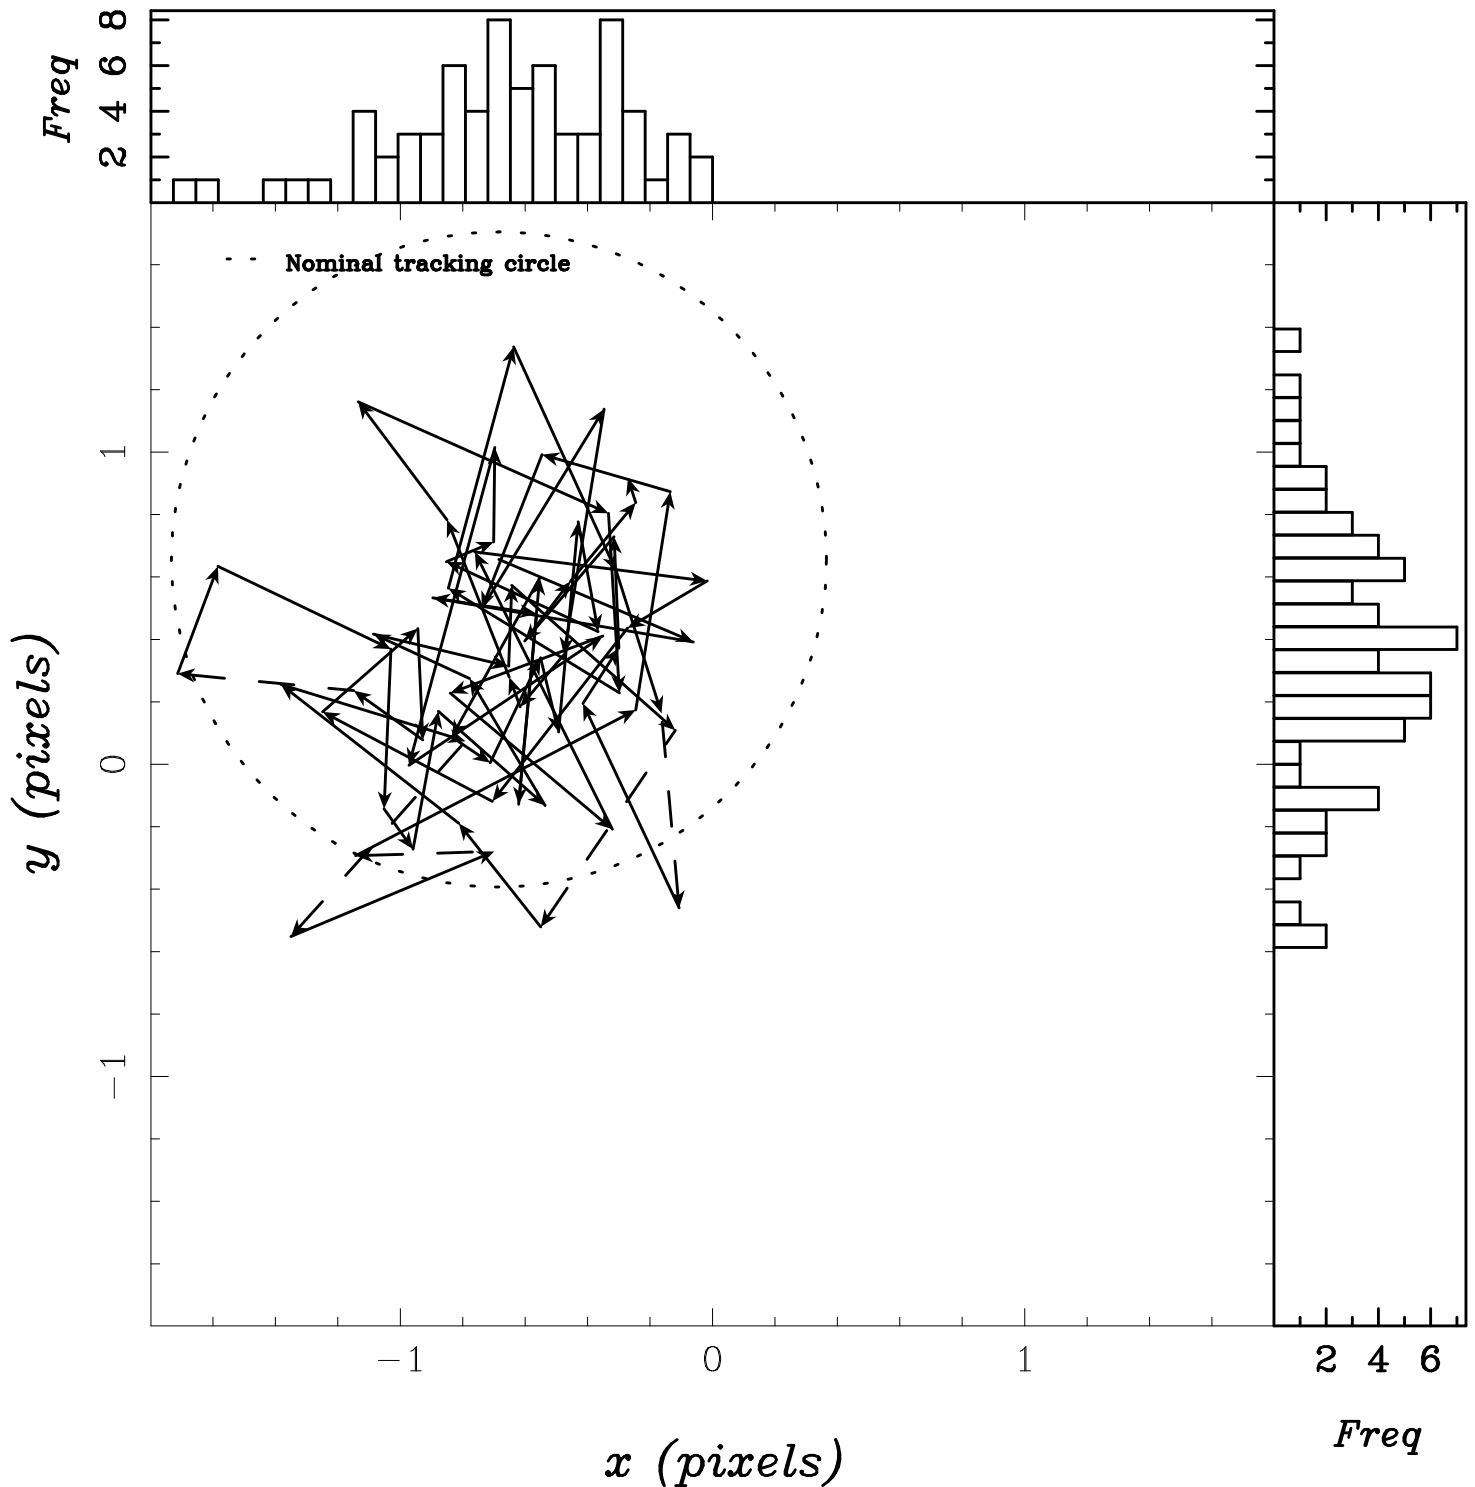 Freq
8
6
4
2
Nominal tracking circle
1
0
−1
y (pixels)
−1 0 1
x (pixels)
2 4 6
Freq